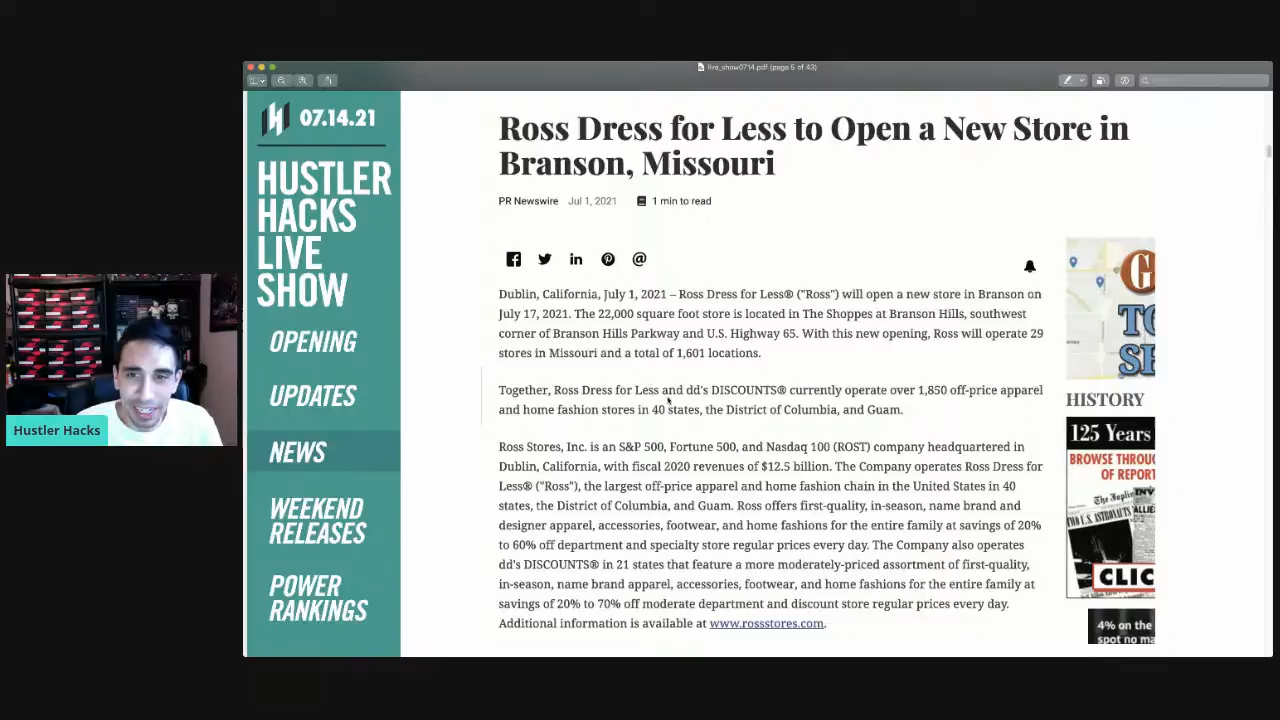 live_show0714.pdf (page 5 of 43)
07.14.21
HUSTLER
HACKS
LIVE
SHOW
OPENING
UPDATES
NEWS
WEEKEND
RELEASES
POWER
RANKINGS
Hustler Hacks
Ross Dress for Less to Open a New Store in
Branson, Missouri
PR Newswire Jul 1, 2021 1 min to read
Dublin, California, July 1, 2021 – Ross Dress for Less® ("Ross") will open a new store in Branson on
July 17, 2021. The 22,000 square foot store is located in The Shoppes at Branson Hills, southwest
corner of Branson Hills Parkway and U.S. Highway 65. With this new opening, Ross will operate 29
stores in Missouri and a total of 1,601 locations.
Together, Ross Dress for Less and dd's DISCOUNTS® currently operate over 1,850 off-price apparel
and home fashion stores in 40 states, the District of Columbia, and Guam.
Ross Stores, Inc. is an S&P 500, Fortune 500, and Nasdaq 100 (ROST) company headquartered in
Dublin, California, with fiscal 2020 revenues of $12.5 billion. The Company operates Ross Dress for
Less® ("Ross"), the largest off-price apparel and home fashion chain in the United States in 40
states, the District of Columbia, and Guam. Ross offers first-quality, in-season, name brand and
designer apparel, accessories, footwear, and home fashions for the entire family at savings of 20%
to 60% off department and specialty store regular prices every day. The Company also operates
dd's DISCOUNTS® in 21 states that feature a more moderately-priced assortment of first-quality,
in-season, name brand apparel, accessories, footwear, and home fashions for the entire family at
savings of 20% to 70% off moderate department and discount store regular prices every day.
Additional information is available at www.rossstores.com.
G
TO
SE
HISTORY
125 Years
BROWSE THROU
OF REPORT
CLIC
4% on the
spot no ma